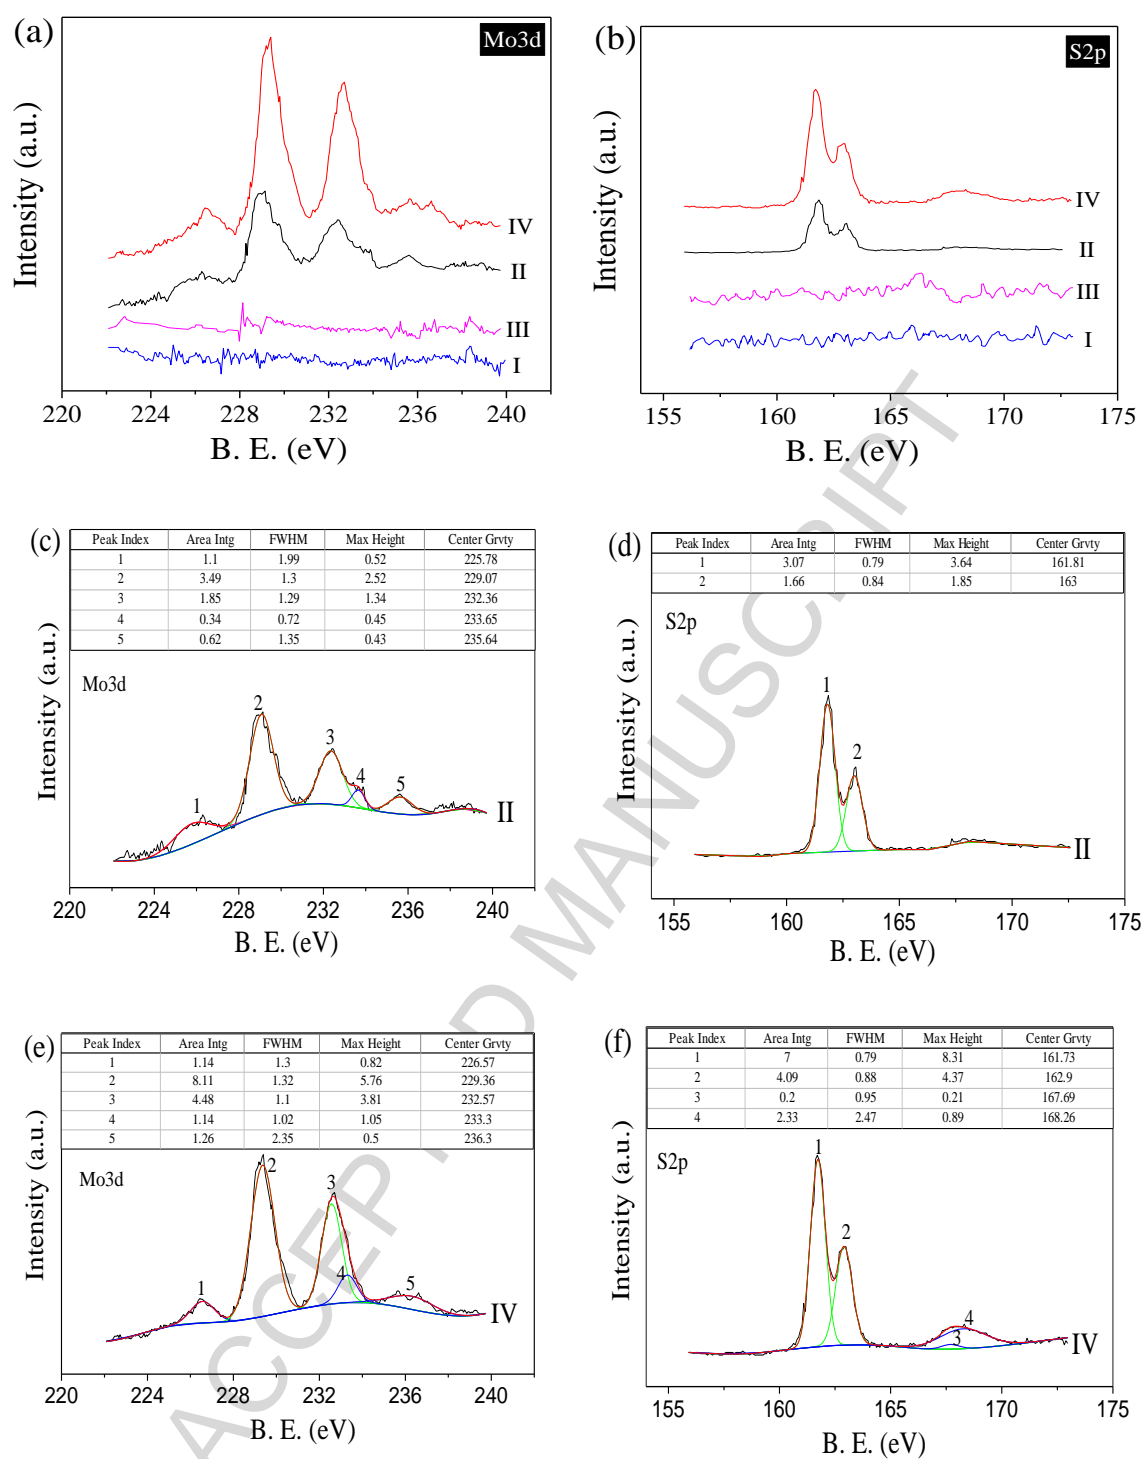 (a)
Mo3d
Intensity (a.u.)
IV
II
III
I
220 224 228 232 236 240
B. E. (eV)
(b)
S2p
Intensity (a.u.)
IV
II
III
I
155 160 165 170 175
B. E. (eV)
(c)
Peak Index Area Intg FWHM Max Height Center Grvty
1 1.1 1.99 0.52 225.78
2 3.49 1.3 2.52 229.07
3 1.85 1.29 1.34 232.36
4 0.34 0.72 0.45 233.65
5 0.62 1.35 0.43 235.64
Mo3d
Intensity (a.u.)
1 2 3 4 5
II
220 224 228 232 236 240
B. E. (eV)
(d)
Peak Index Area Intg FWHM Max Height Center Grvty
1 3.07 0.79 3.64 161.81
2 1.66 0.84 1.85 163
S2p
Intensity (a.u.)
1 2
II
155 160 165 170 175
B. E. (eV)
(e)
Peak Index Area Intg FWHM Max Height Center Grvty
1 1.14 1.3 0.82 226.57
2 8.11 1.32 5.76 229.36
3 4.48 1.1 3.81 232.57
4 1.14 1.02 1.05 233.3
5 1.26 2.35 0.5 236.3
Mo3d
Intensity (a.u.)
1 2 3 4 5
IV
220 224 228 232 236 240
B. E. (eV)
(f)
Peak Index Area Intg FWHM Max Height Center Grvty
1 7 0.79 8.31 161.73
2 4.09 0.88 4.37 162.9
3 0.2 0.95 0.21 167.69
4 2.33 2.47 0.89 168.26
S2p
Intensity (a.u.)
1 2 3 4
IV
155 160 165 170 175
B. E. (eV)
ACCEPTED MANUSCRIPT